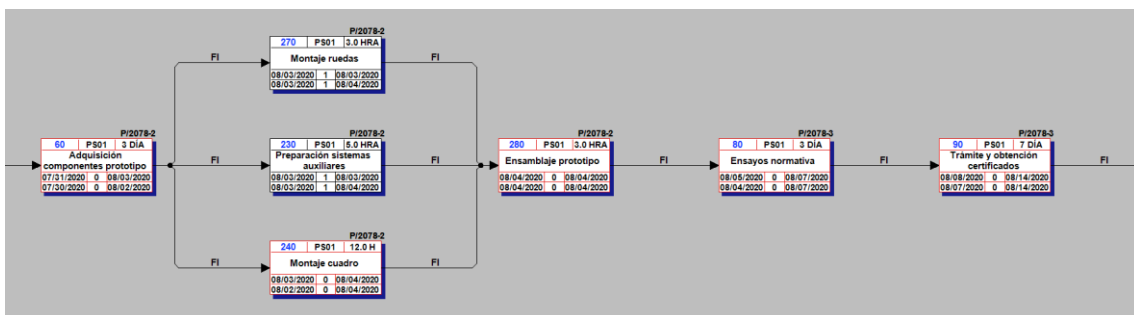 P/2078-2
270 PS01 3.0 HRA
Montaje ruedas
08/03/2020 1 08/03/2020
08/03/2020 1 08/04/2020
FI
FI
P/2078-2
60 PS01 3 DÍA
Adquisición
componentes prototipo
07/31/2020 0 08/03/2020
07/30/2020 0 08/02/2020
FI
P/2078-2
230 PS01 5.0 HRA
Preparación sistemas
auxiliares
08/03/2020 1 08/03/2020
08/03/2020 1 08/04/2020
FI
P/2078-2
280 PS01 3.0 HRA
Ensamblaje prototipo
08/04/2020 0 08/04/2020
08/04/2020 0 08/04/2020
FI
P/2078-3
80 PS01 3 DÍA
Ensayos normativa
08/05/2020 0 08/07/2020
08/04/2020 0 08/07/2020
FI
P/2078-3
90 PS01 7 DÍA
Trámite y obtención
certificados
08/08/2020 0 08/14/2020
08/07/2020 0 08/14/2020
FI
P/2078-2
240 PS01 12.0 H
Montaje cuadro
08/03/2020 0 08/04/2020
08/02/2020 0 08/04/2020
FI
FI